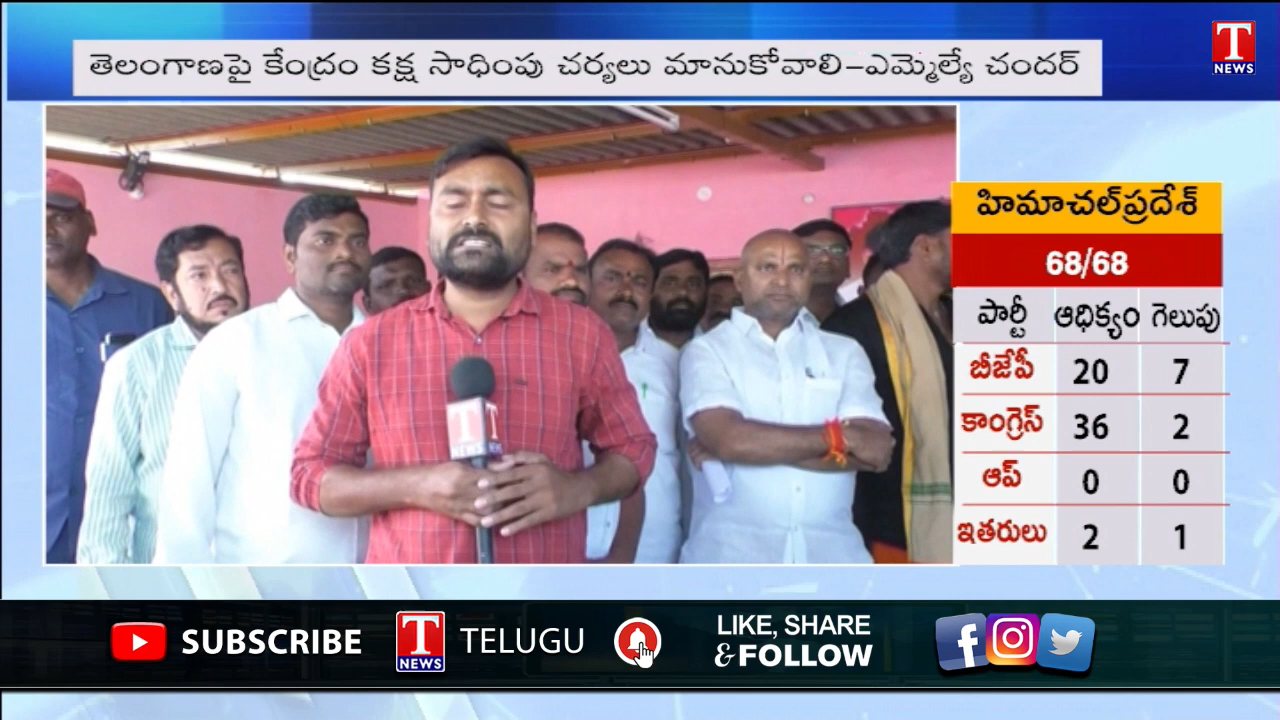 తెలంగాణపై కేంద్రం కక్ష సాధింపు చర్యలు మానుకోవాలి-ఎమ్మెల్యే చందర్
T
NEWS
హిమాచల్‌ప్రదేశ్
68/68
పార్టీ ఆధిక్యం గెలుపు
బీజేపీ 20 7
కాంగ్రెస్ 36 2
ఆప్ 0 0
ఇతరులు 2 1
T
NEWS
SUBSCRIBE T NEWS TELUGU
LIKE, SHARE
& FOLLOW